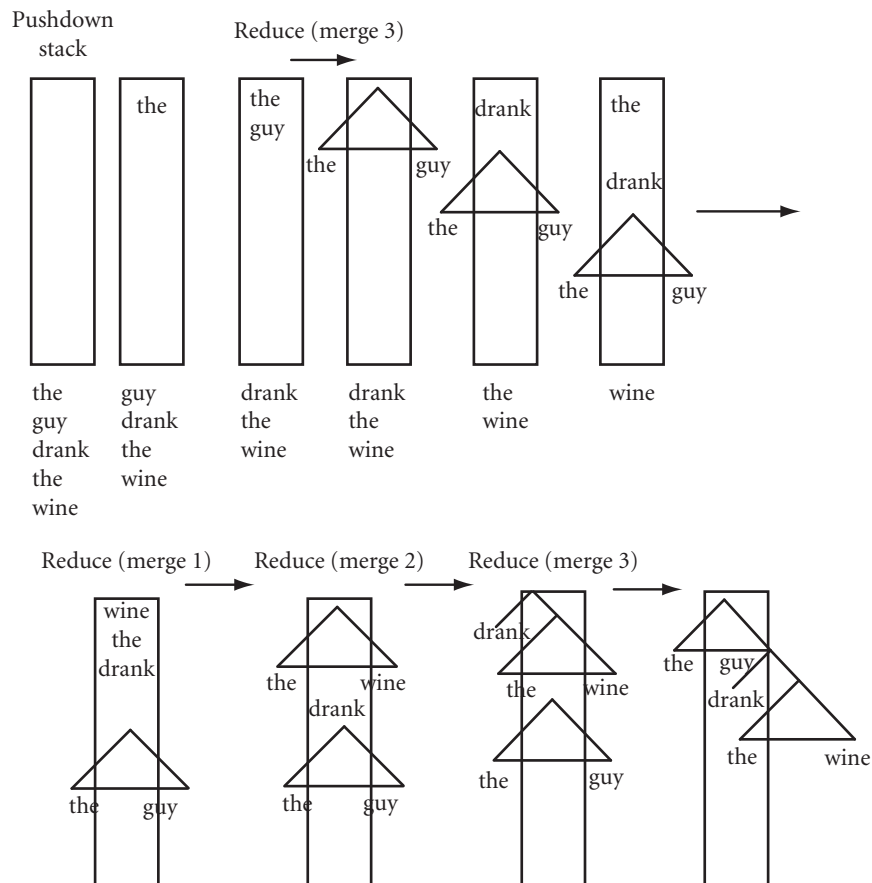 Pushdown
stack
Reduce (merge 3)
the
the
guy
the
guy
drank
the
guy
the
drank
the
guy
the
guy
drank
the
wine
guy
drank
the
wine
drank
the
wine
drank
the
wine
the
wine
wine
Reduce (merge 1)
Reduce (merge 2)
Reduce (merge 3)
wine
the
drank
the
guy
the
wine
drank
the
guy
drank
the
wine
the
guy
the
guy
drank
the
wine